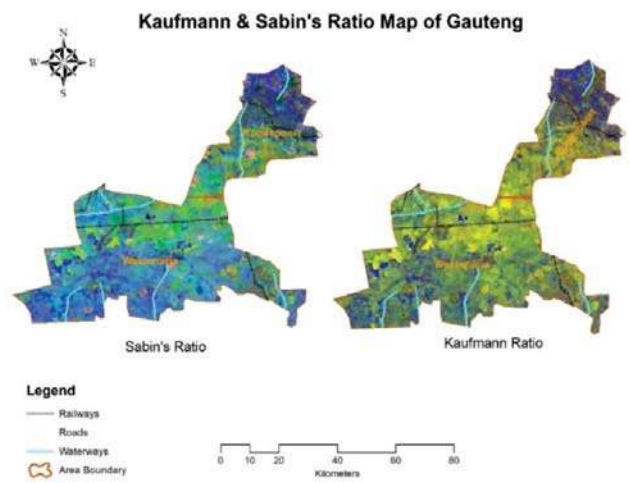 Kaufmann & Sabin's Ratio Map of Gauteng
N
W E
S
Sabin's Ratio
Kaufmann Ratio
Legend
Railways
Roads
Waterways
Area Boundary
0 10 20 40 60 80
Kilometers